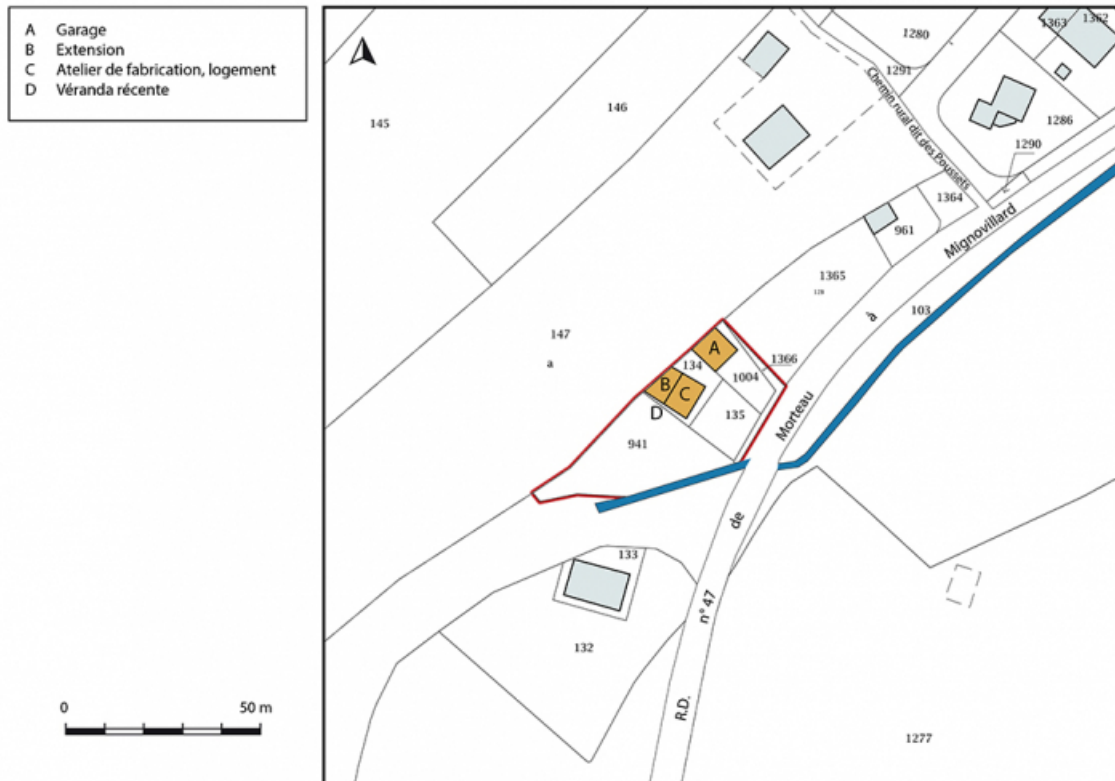 A Garage
B Extension
C Atelier de fabrication, logement
D Véranda récente
0 50 m
145
146
1280
1363
1362
1291
Chemin rural dit des Poussets
1286
1290
1364
961
Mignovillard
1365
128
103
à
147
a
A
1366
134
1004
B
C
D
135
Morteau
941
de
133
n° 47
132
R.D.
1277